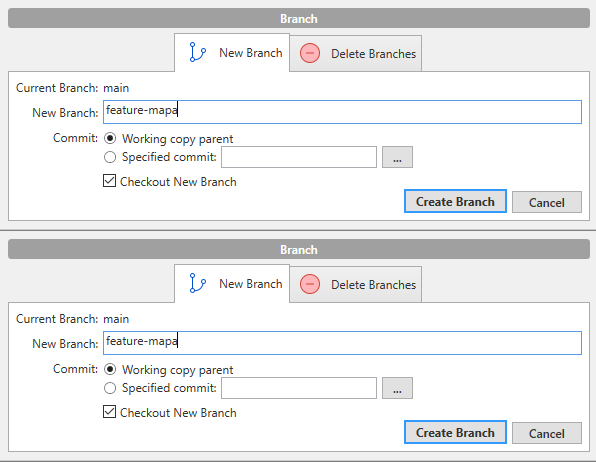 Branch
New Branch
Delete Branches
Current Branch: main
New Branch: feature-mapa
Commit: Working copy parent
Specified commit: ...
Checkout New Branch
Create Branch Cancel
Branch
New Branch
Delete Branches
Current Branch: main
New Branch: feature-mapa
Commit: Working copy parent
Specified commit: ...
Checkout New Branch
Create Branch Cancel